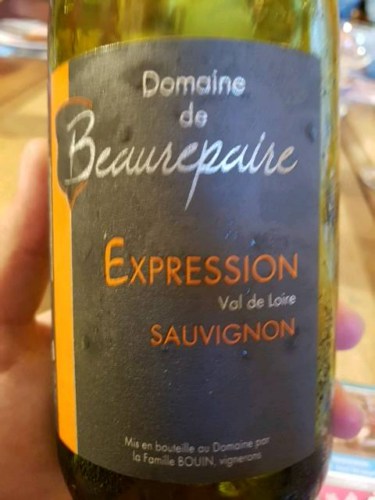 Domaine
de
Beaurepaire
EXPRESSION
Val de Loire
SAUVIGNON
Mis en bouteille au Domaine par
la Famille BOUIN, vignerons